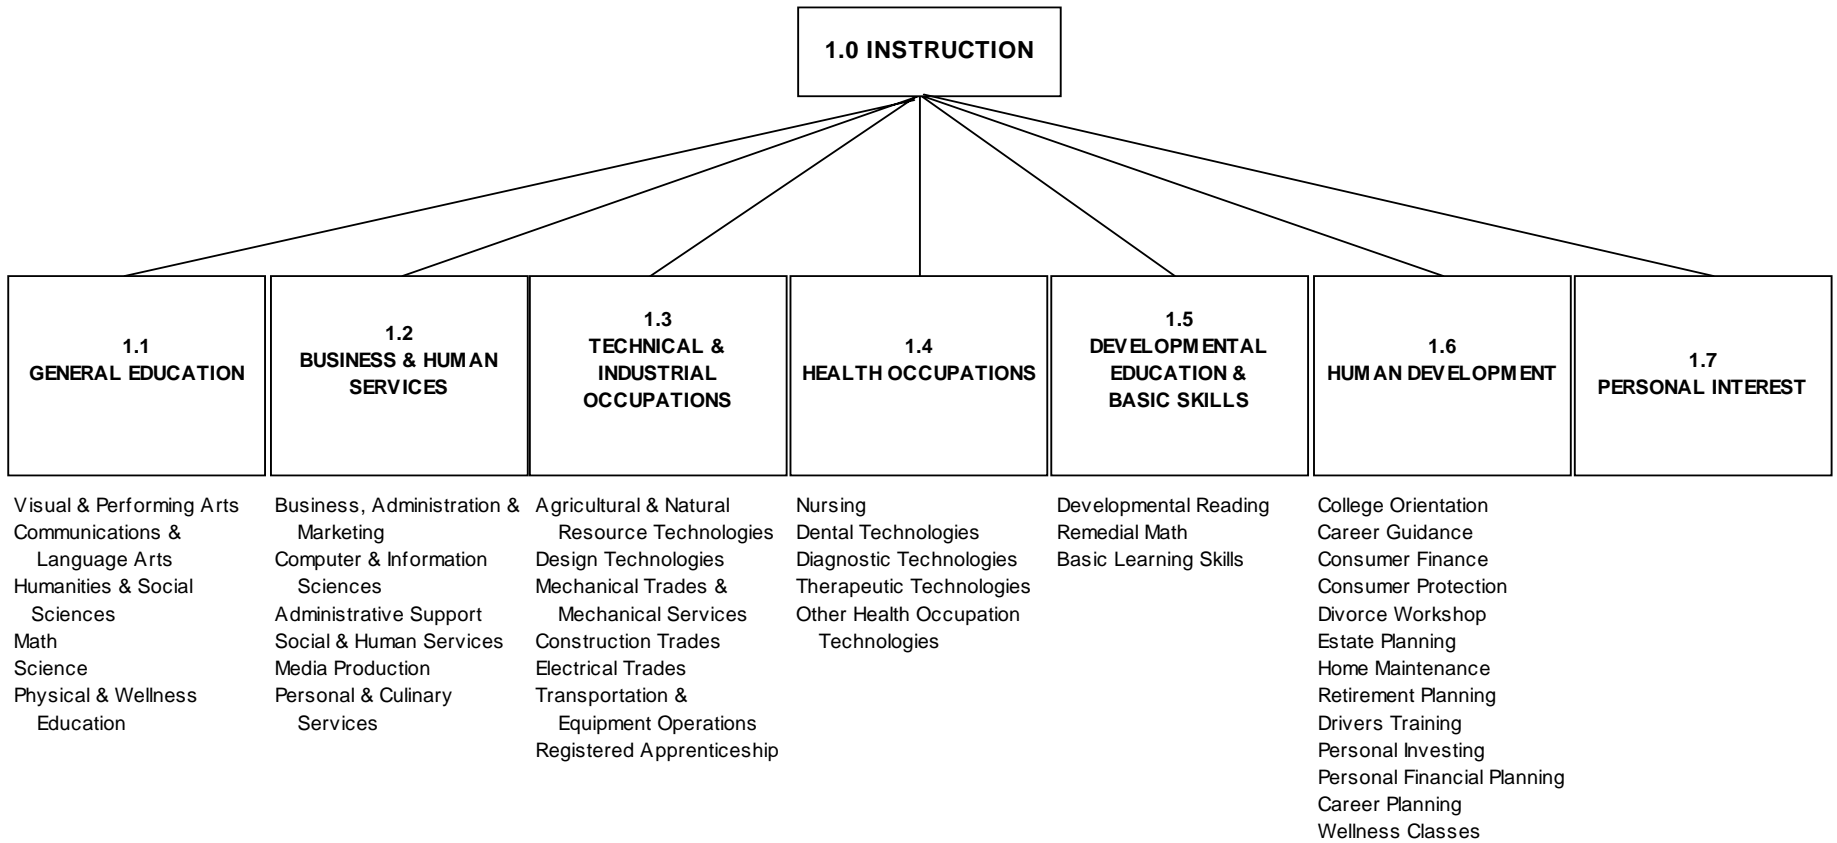 1.0 INSTRUCTION
1.1
GENERAL EDUCATION
1.2
BUSINESS & HUMAN
SERVICES
1.3
TECHNICAL &
INDUSTRIAL
OCCUPATIONS
1.4
HEALTH OCCUPATIONS
1.5
DEVELOPMENTAL
EDUCATION &
BASIC SKILLS
1.6
HUMAN DEVELOPMENT
1.7
PERSONAL INTEREST
Visual & Performing Arts
Communications &
Language Arts
Humanities & Social
Sciences
Math
Science
Physical & Wellness
Education
Business, Administration &
Marketing
Computer & Information
Sciences
Administrative Support
Social & Human Services
Media Production
Personal & Culinary
Services
Agricultural & Natural
Resource Technologies
Design Technologies
Mechanical Trades &
Mechanical Services
Construction Trades
Electrical Trades
Transportation &
Equipment Operations
Registered Apprenticeship
Nursing
Dental Technologies
Diagnostic Technologies
Therapeutic Technologies
Other Health Occupation
Technologies
Developmental Reading
Remedial Math
Basic Learning Skills
College Orientation
Career Guidance
Consumer Finance
Consumer Protection
Divorce Workshop
Estate Planning
Home Maintenance
Retirement Planning
Drivers Training
Personal Investing
Personal Financial Planning
Career Planning
Wellness Classes